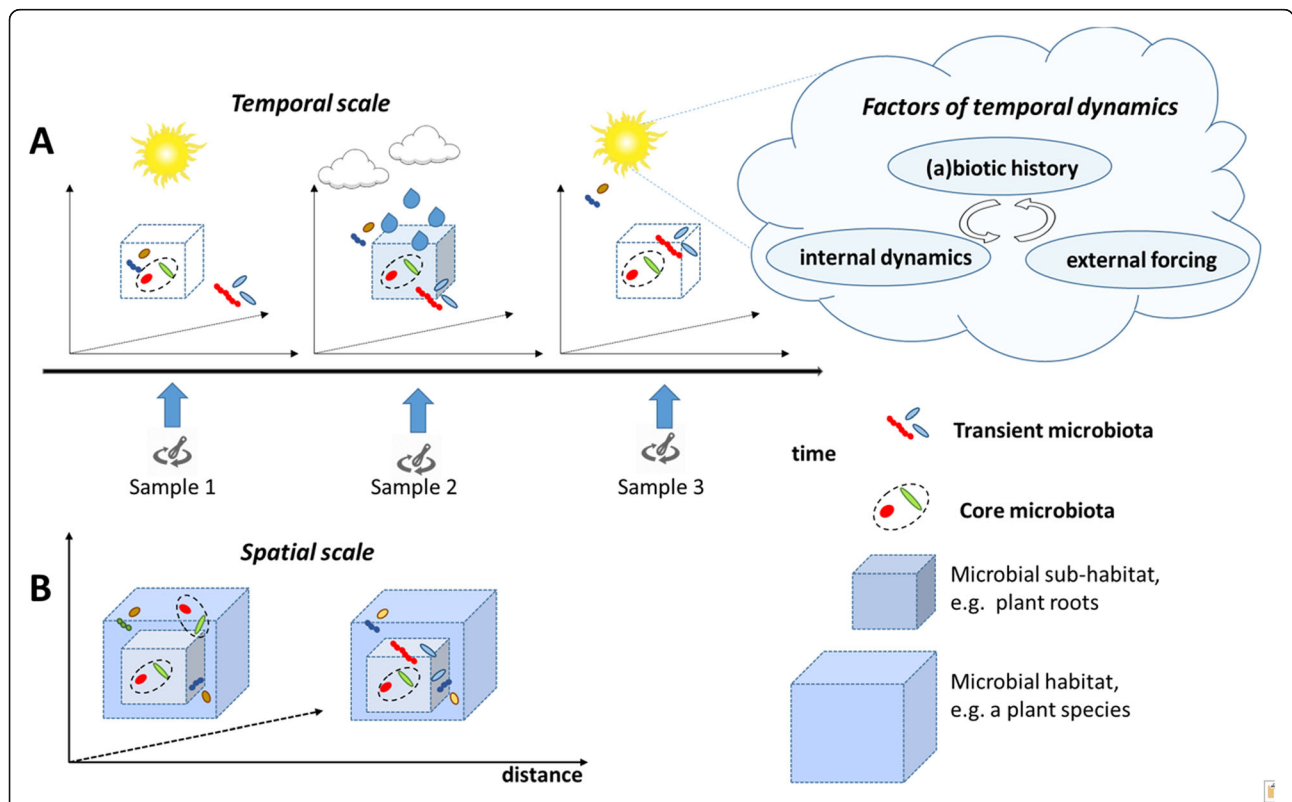 A
Temporal scale
Factors of temporal dynamics
(a)biotic history
internal dynamics
external forcing
Sample 1
Sample 2
Sample 3
time
Transient microbiota
Core microbiota
Microbial sub-habitat,
e.g. plant roots
Microbial habitat,
e.g. a plant species
B
Spatial scale
distance